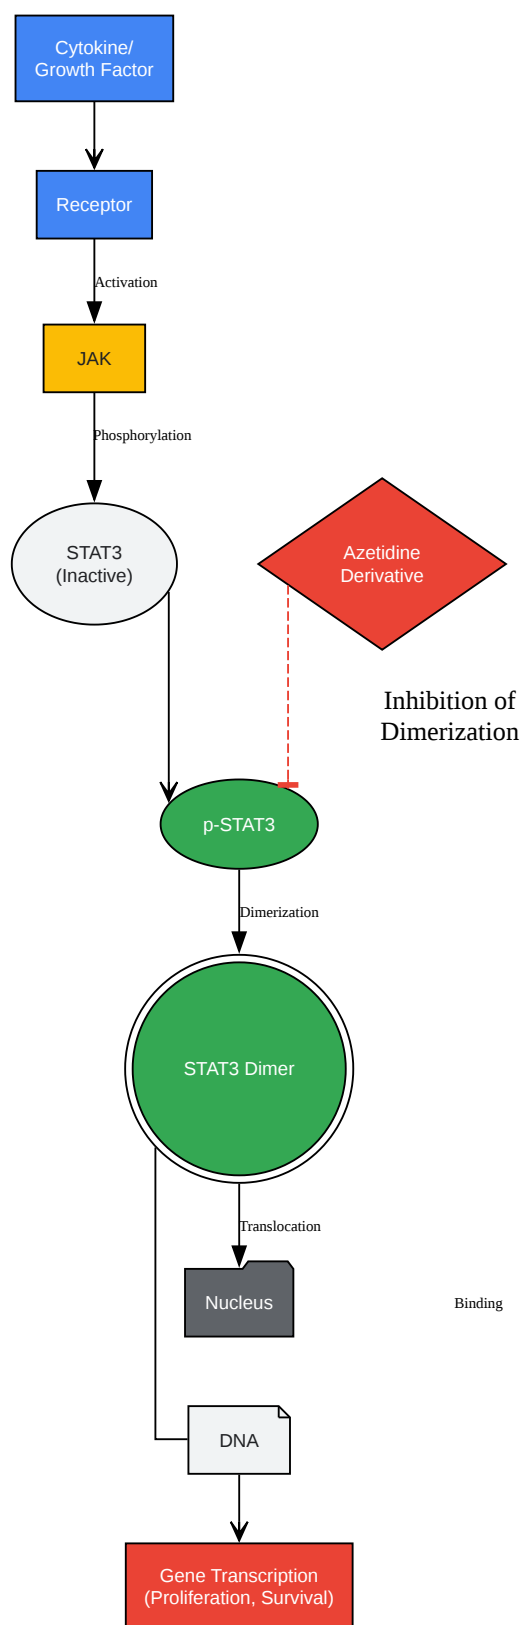 Cytokine/
Growth Factor
Receptor
Activation
JAK
Phosphorylation
STAT3
(Inactive)
Azetidine
Derivative
Inhibition of
Dimerization
p-STAT3
Dimerization
STAT3 Dimer
Translocation
Nucleus
Binding
DNA
Gene Transcription
(Proliferation, Survival)